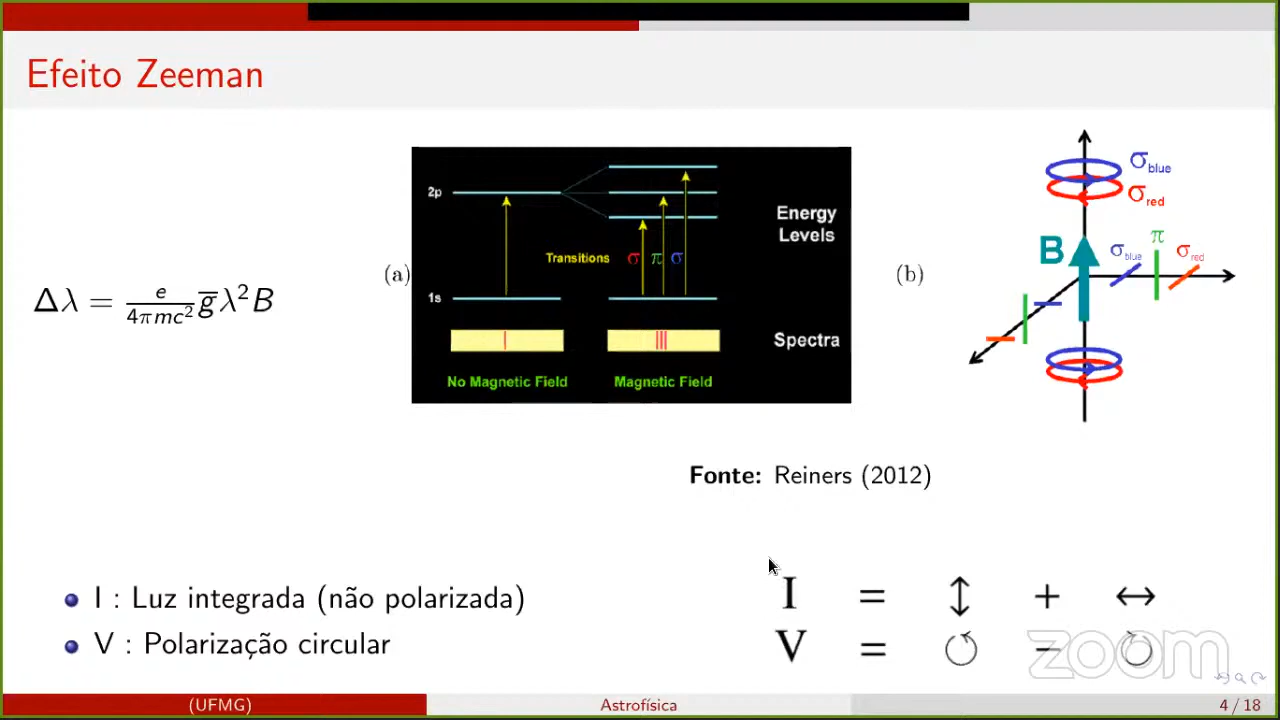 Efeito Zeeman
Δλ = e / 4πmc² g̅λ²B
(a)
2p
1s
Transitions σ π σ
Energy
Levels
Spectra
No Magnetic Field
Magnetic Field
(b)
σblue
σred
B
σblue π σred
Fonte: Reiners (2012)
I : Luz integrada (não polarizada)
V : Polarização circular
I = ↕ + ↔
V = ↺ − ↻
zoom
(UFMG)
Astrofísica
4 / 18